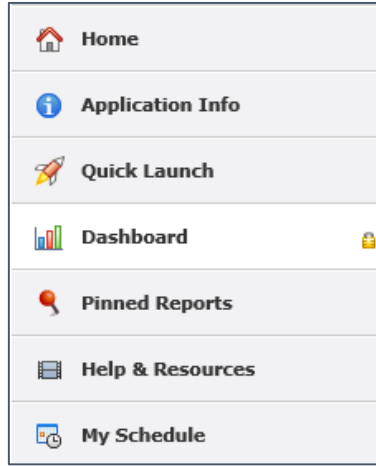 Home
Application Info
Quick Launch
Dashboard
Pinned Reports
Help & Resources
My Schedule